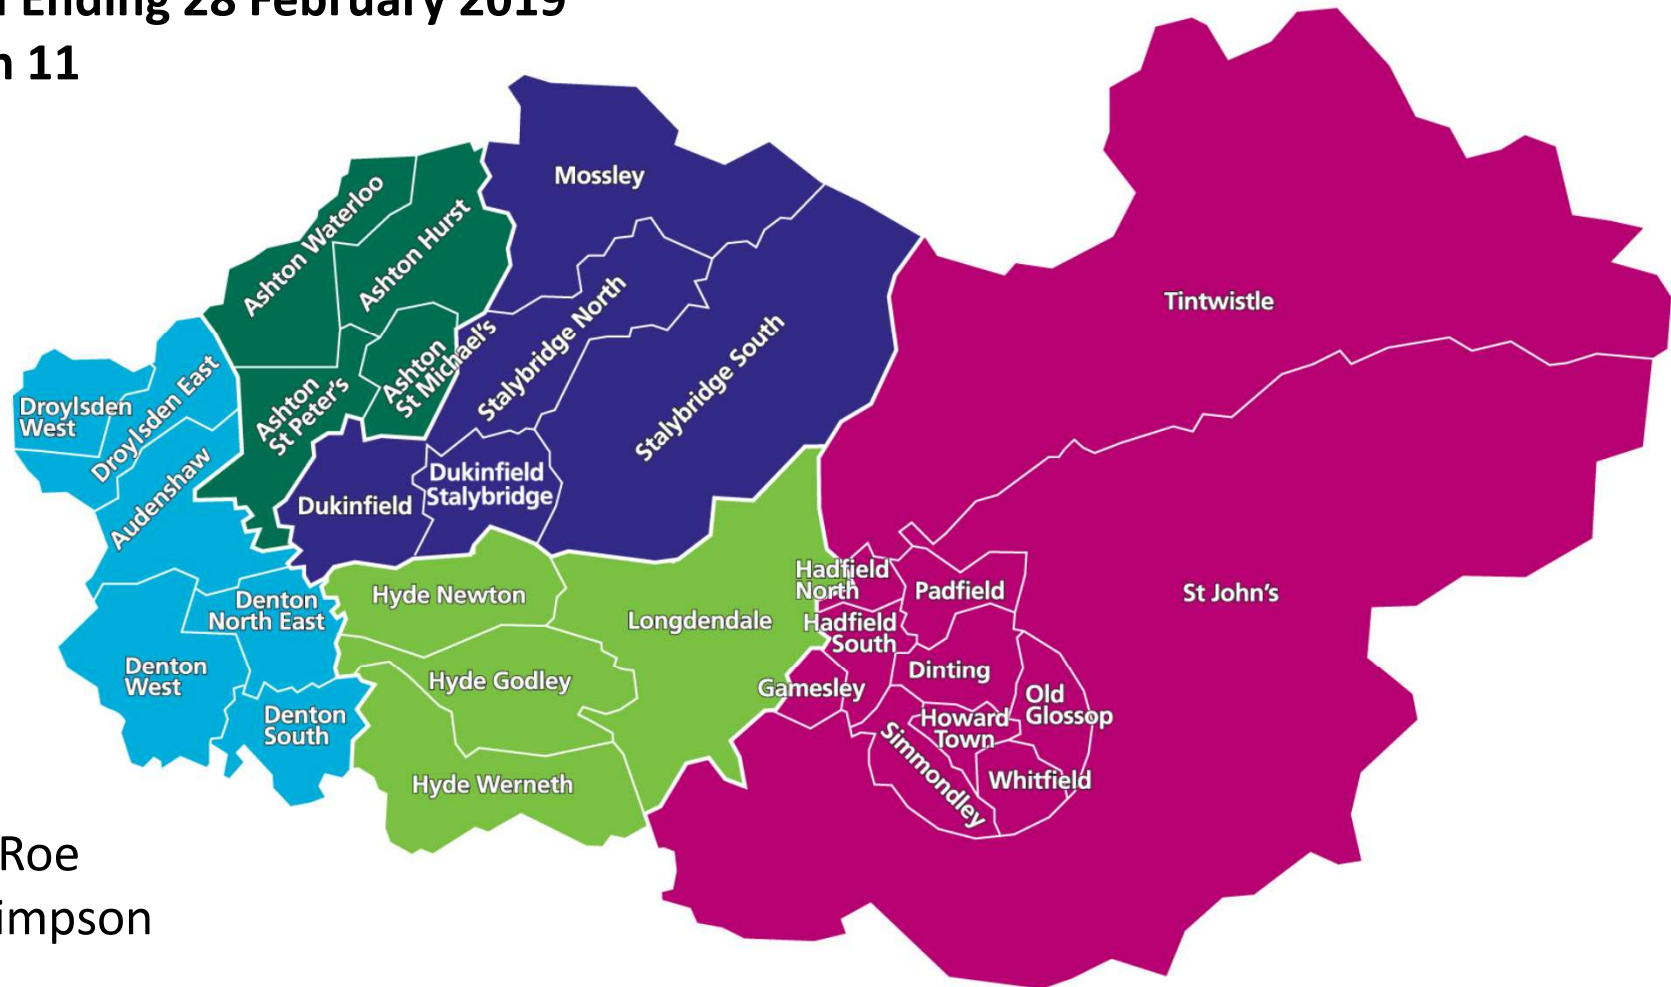 Ending 28 February 2019
11
Mossley
Ashton Waterloo
Ashton Hurst
Tintwistle
Stalybridge North
Ashton
St Michael's
Stalybridge South
Droylsden
West
Droylsden East
Ashton
St Peter's
Audenshaw
Dukinfield
Dukinfield
Stalybridge
Hadfield
North
Padfield
St John's
Hyde Newton
Denton
North East
Longdendale
Hadfield
South
Denton
West
Hyde Godley
Gamesley
Dinting
Old
Glossop
Denton
South
Howard
Town
Simmondley
Whitfield
Hyde Werneth
Roe
impson